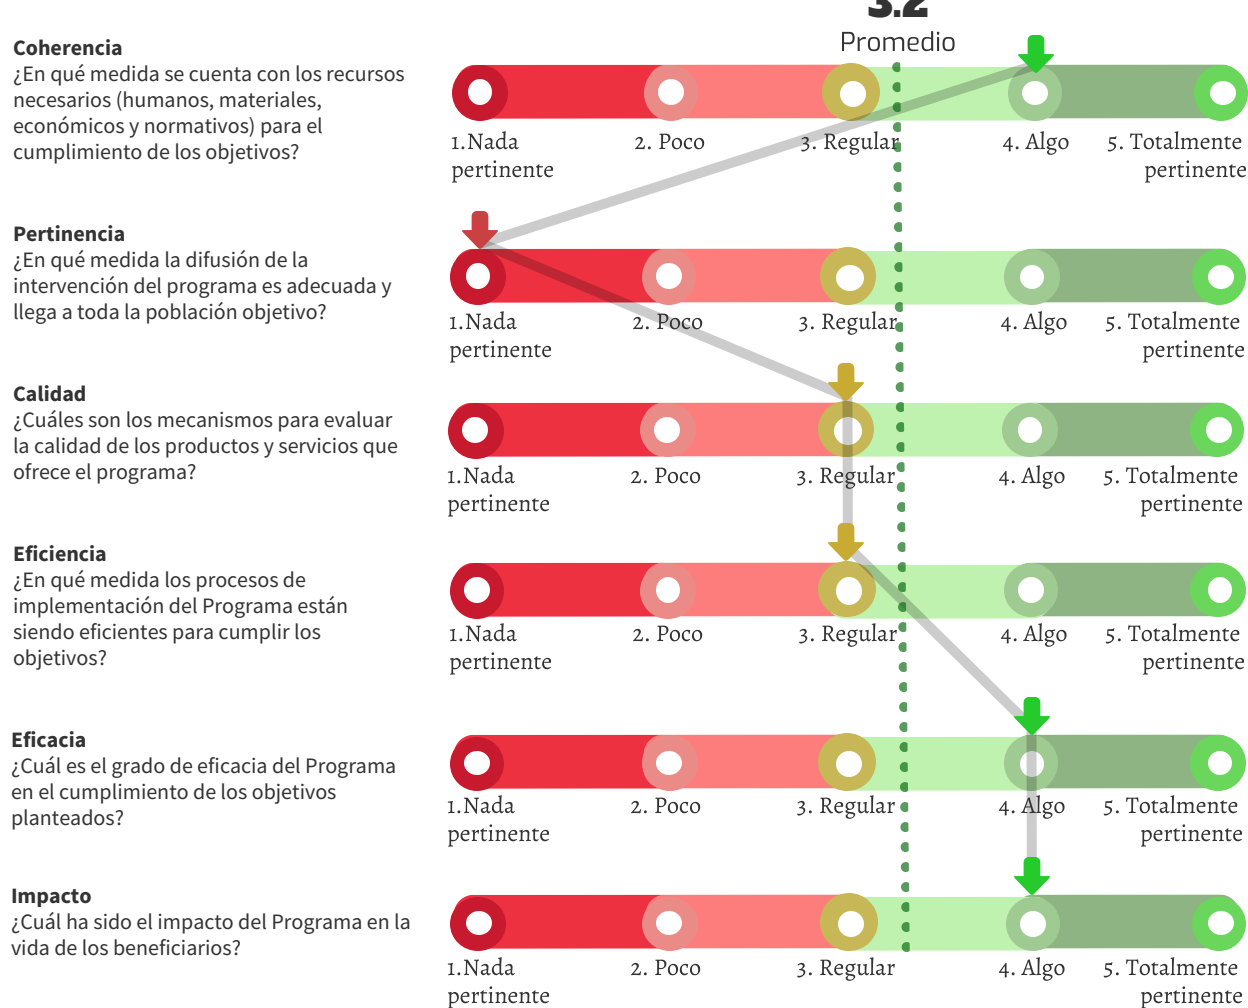 3.2
Promedio
Coherencia
¿En qué medida se cuenta con los recursos
necesarios (humanos, materiales,
económicos y normativos) para el
cumplimiento de los objetivos?
1.Nada
pertinente
2. Poco
3. Regular
4. Algo
5. Totalmente
pertinente
Pertinencia
¿En qué medida la difusión de la
intervención del programa es adecuada y
llega a toda la población objetivo?
1.Nada
pertinente
2. Poco
3. Regular
4. Algo
5. Totalmente
pertinente
Calidad
¿Cuáles son los mecanismos para evaluar
la calidad de los productos y servicios que
ofrece el programa?
1.Nada
pertinente
2. Poco
3. Regular
4. Algo
5. Totalmente
pertinente
Eficiencia
¿En qué medida los procesos de
implementación del Programa están
siendo eficientes para cumplir los
objetivos?
1.Nada
pertinente
2. Poco
3. Regular
4. Algo
5. Totalmente
pertinente
Eficacia
¿Cuál es el grado de eficacia del Programa
en el cumplimiento de los objetivos
planteados?
1.Nada
pertinente
2. Poco
3. Regular
4. Algo
5. Totalmente
pertinente
Impacto
¿Cuál ha sido el impacto del Programa en la
vida de los beneficiarios?
1.Nada
pertinente
2. Poco
3. Regular
4. Algo
5. Totalmente
pertinente